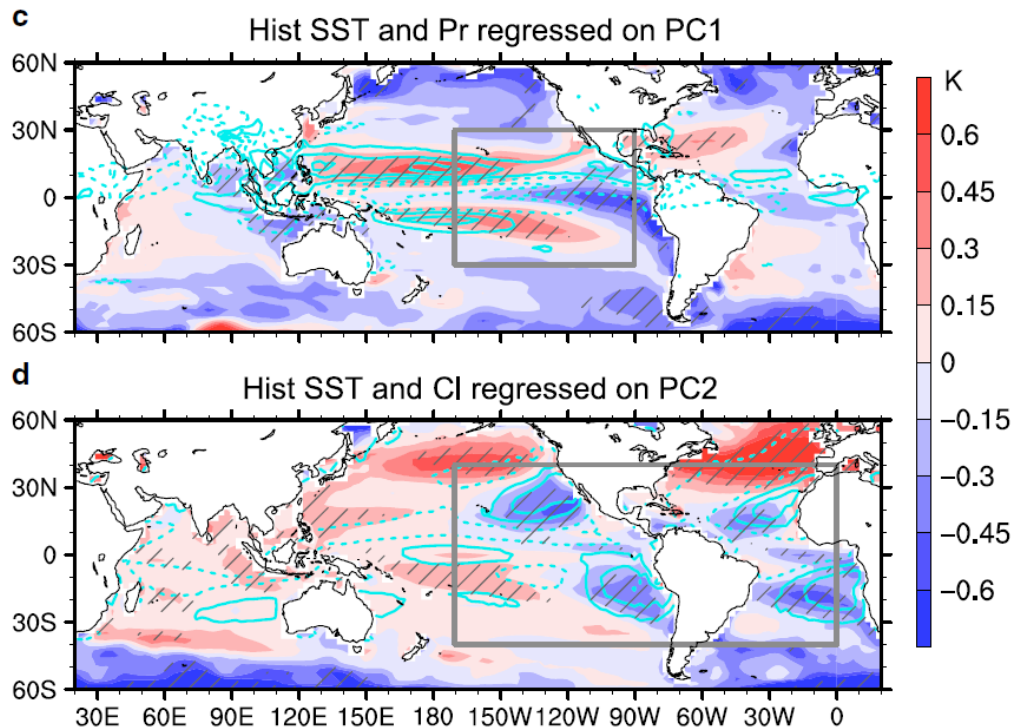 c
Hist SST and Pr regressed on PC1
60N
30N
0
30S
60S
K
0.6
0.45
0.3
0.15
0
−0.15
−0.3
−0.45
−0.6
d
Hist SST and Cl regressed on PC2
60N
30N
0
30S
60S
30E 60E 90E 120E 150E 180 150W 120W 90W 60W 30W 0